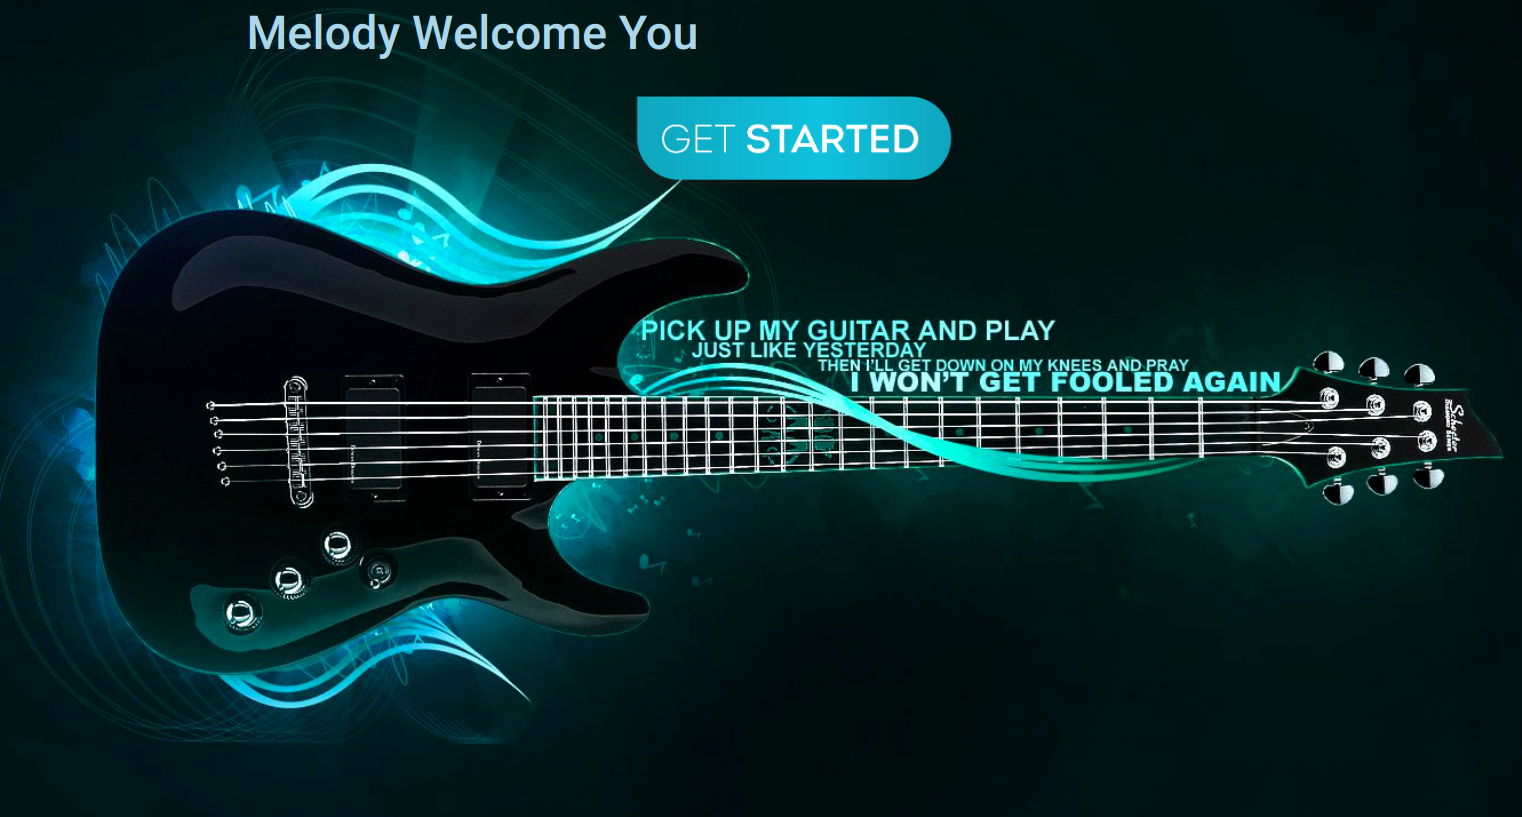 Melody Welcome You
GET STARTED
PICK UP MY GUITAR AND PLAY
JUST LIKE YESTERDAY
THEN I'LL GET DOWN ON MY KNEES AND PRAY
I WON'T GET FOOLED AGAIN
Schecter